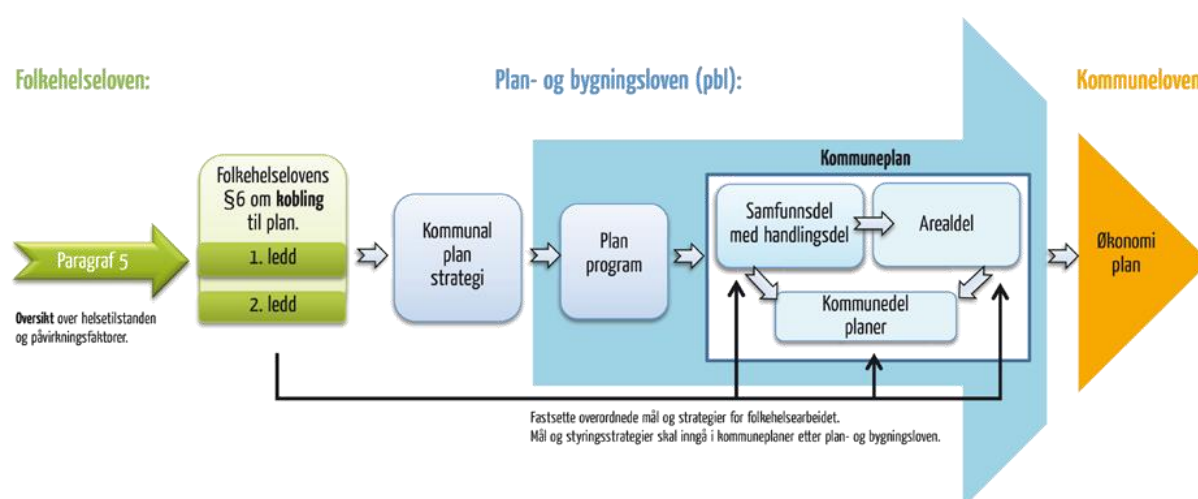 Folkehelseloven:
Plan- og bygningsloven (pbl):
Kommuneloven
Paragraf 5
Oversikt over helsetilstanden
og påvirkningsfaktorer.
Folkehelselovens
§6 om kobling
til plan.
1. ledd
2. ledd
Kommunal
plan
strategi
Plan
program
Kommuneplan
Samfunnsdel
med handlingsdel
Arealdel
Kommunedel
planer
Økonomi
plan
Fastsette overordnede mål og strategier for folkehelsearbeidet.
Mål og styringsstrategier skal inngå i kommuneplaner etter plan- og bygningsloven.